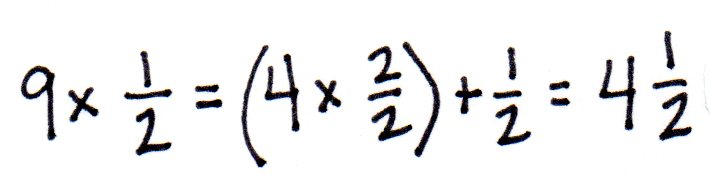 9 × 1/2 = (4 × 2/2) + 1/2 = 4 1/2